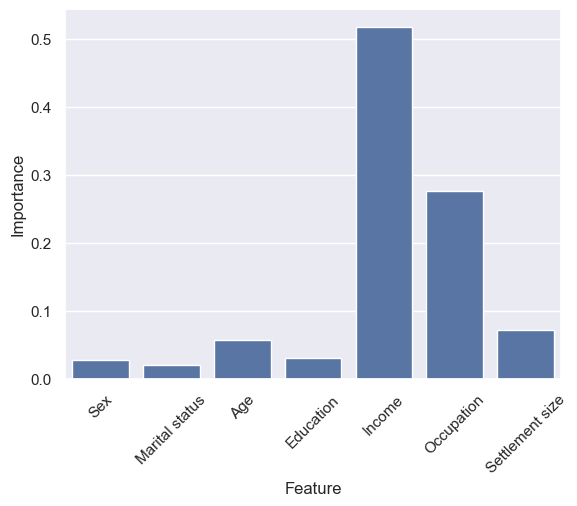 0.5
0.4
0.3
0.2
0.1
0.0
Importance
Sex
Marital status
Age
Education
Income
Occupation
Settlement size
Feature